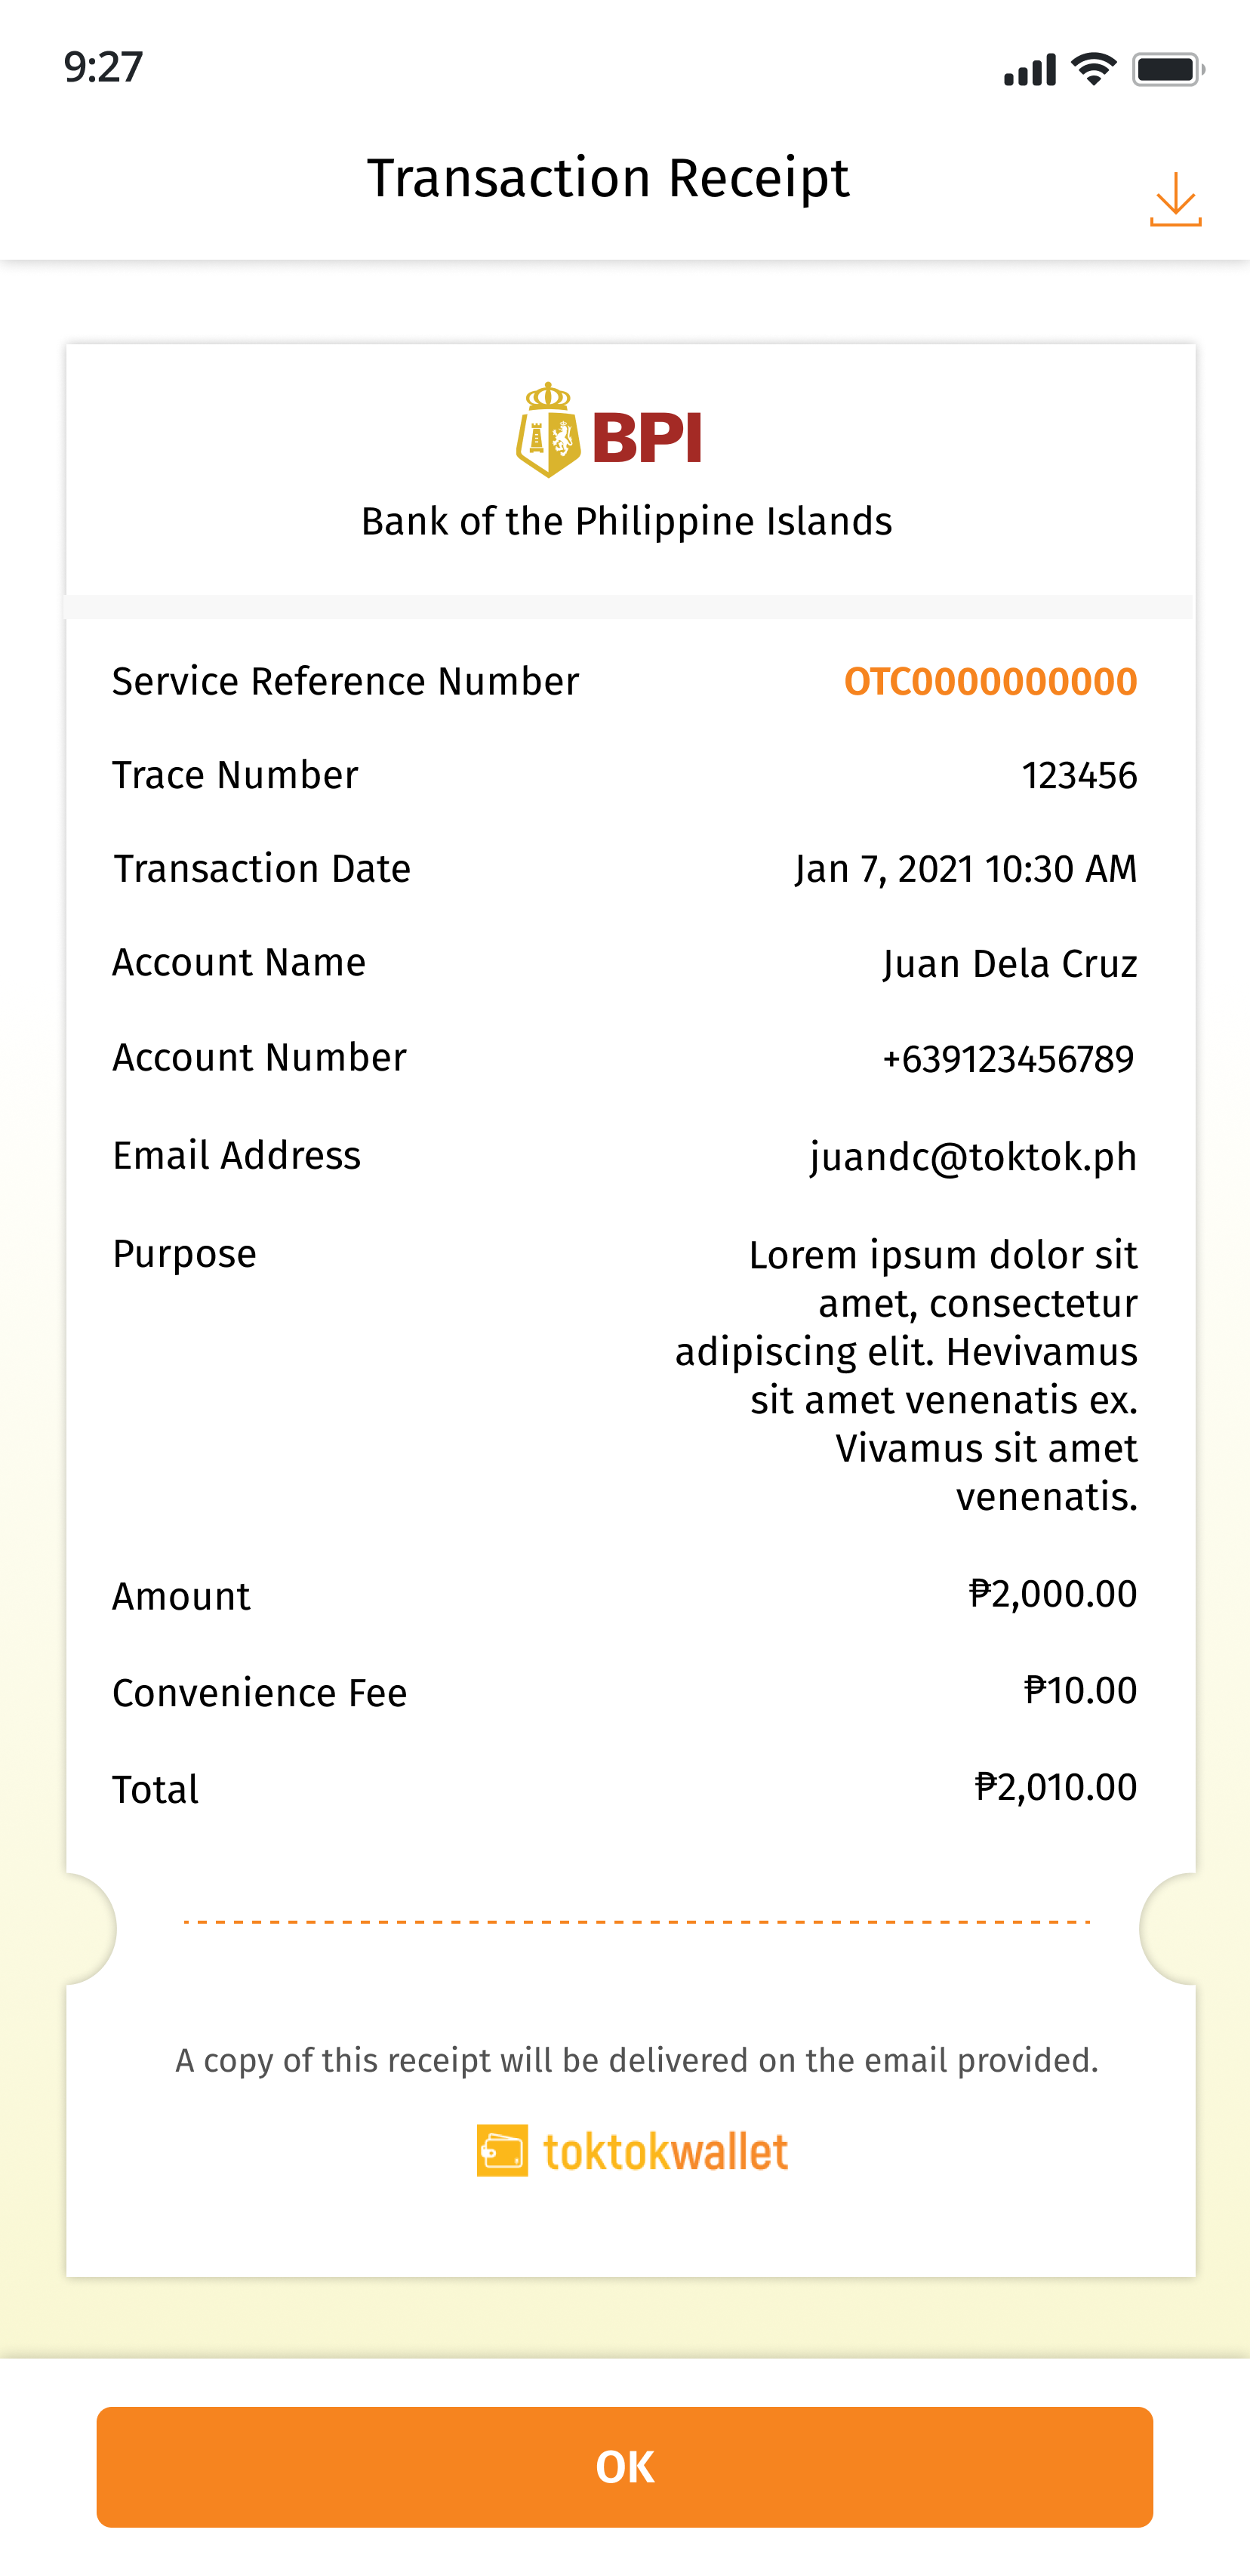 9:27
Transaction Receipt
BPI
Bank of the Philippine Islands
Service Reference Number OTC0000000000
Trace Number 123456
Transaction Date Jan 7, 2021 10:30 AM
Account Name Juan Dela Cruz
Account Number +639123456789
Email Address juandc@toktok.ph
Purpose Lorem ipsum dolor sit
amet, consectetur
adipiscing elit. Hevivamus
sit amet venenatis ex.
Vivamus sit amet
venenatis.
Amount ₱2,000.00
Convenience Fee ₱10.00
Total ₱2,010.00
A copy of this receipt will be delivered on the email provided.
toktokwallet
OK